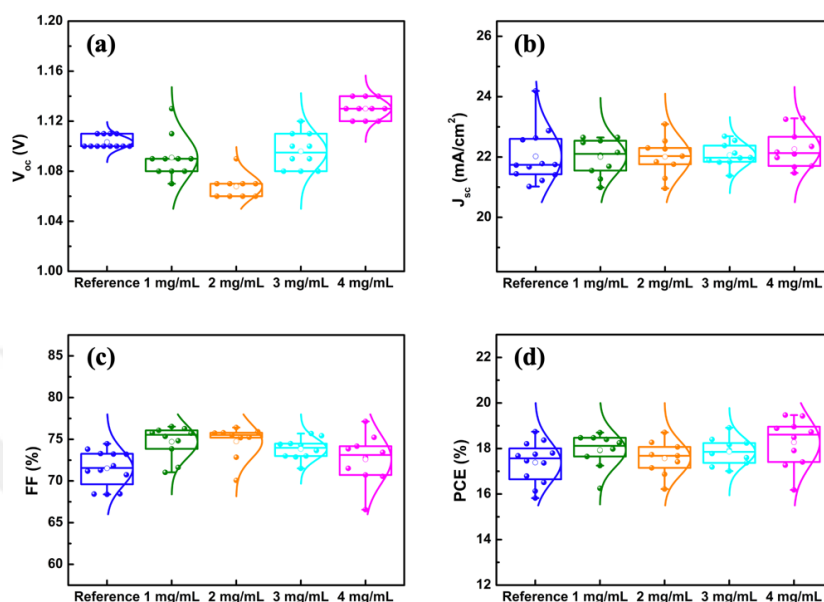 (a)
1.20
1.16
1.12
1.08
1.04
1.00
Voc (V)
Reference 1 mg/mL 2 mg/mL 3 mg/mL 4 mg/mL
(b)
26
24
22
21
Jsc (mA/cm²)
Reference 1 mg/mL 2 mg/mL 3 mg/mL 4 mg/mL
(c)
85
80
75
70
65
60
FF (%)
Reference 1 mg/mL 2 mg/mL 3 mg/mL 4 mg/mL
(d)
22
20
18
16
14
12
PCE (%)
Reference 1 mg/mL 2 mg/mL 3 mg/mL 4 mg/mL